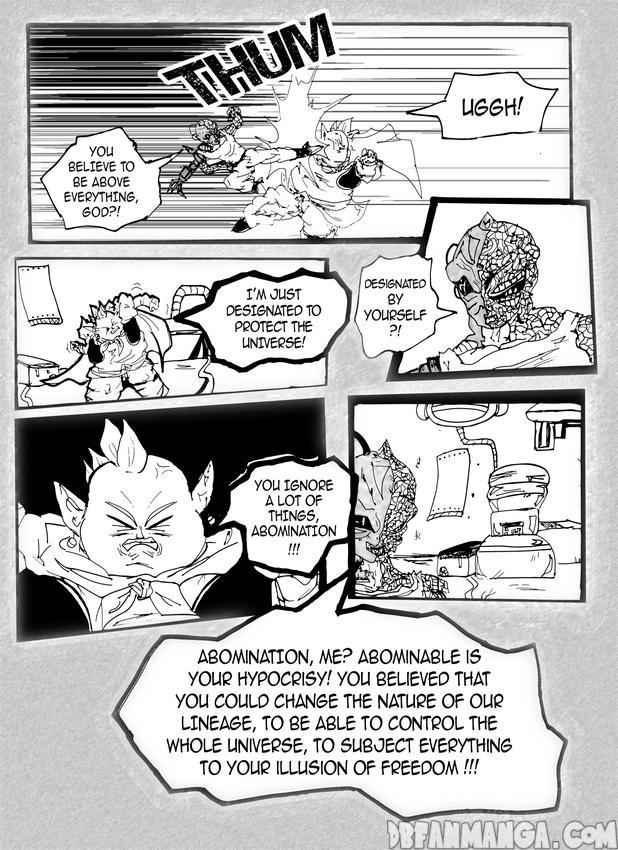 THUM
UGGH!
YOU
BELIEVE TO
BE ABOVE
EVERYTHING,
GOD?!
I'M JUST
DESIGNATED TO
PROTECT THE
UNIVERSE!
DESIGNATED
BY
YOURSELF
?!
YOU IGNORE
A LOT OF
THINGS,
ABOMINATION
!!!
ABOMINATION, ME? ABOMINABLE IS
YOUR HYPOCRISY! YOU BELIEVED THAT
YOU COULD CHANGE THE NATURE OF OUR
LINEAGE, TO BE ABLE TO CONTROL THE
WHOLE UNIVERSE, TO SUBJECT EVERYTHING
TO YOUR ILLUSION OF FREEDOM !!!
DBFANMANGA.COM